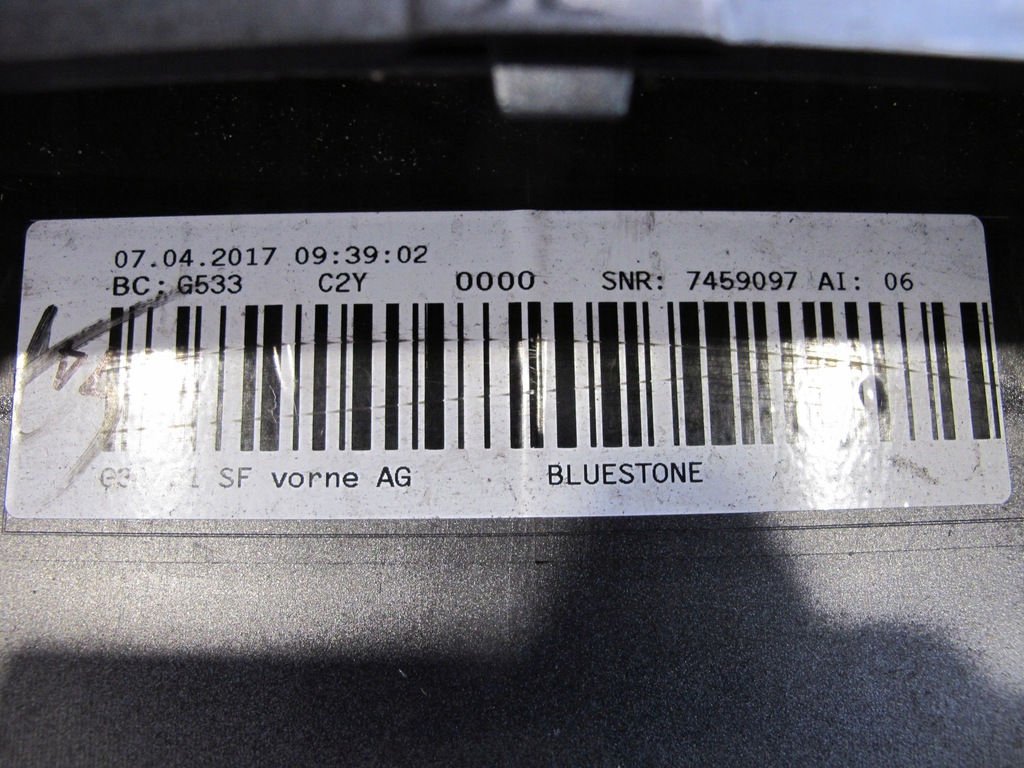 07.04.2017 09:39:02
BC: G533 C2Y 0000 SNR: 7459097 AI: 06
SF vorne AG BLUESTONE